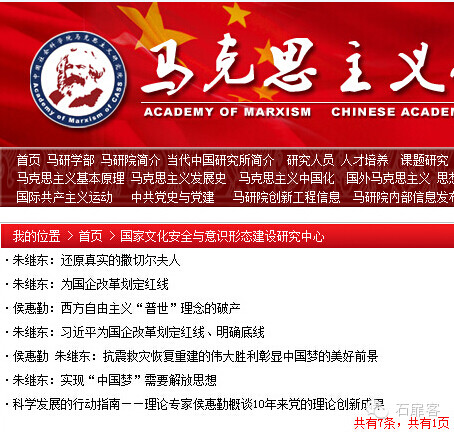 中国社会科学院马克思主义研究院
Academy of Marxism of CASS
马克思主义
ACADEMY OF MARXISM CHINESE ACADE
首页 马研学部 马研院简介 当代中国研究所简介 研究人员 人才培养 课题研究
马克思主义基本原理 马克思主义发展史 马克思主义中国化 国外马克思主义 思想
国际共产主义运动 中共党史与党建 马研院创新工程信息 马研院内部信息发布
我的位置 > 首页 > 国家文化安全与意识形态建设研究中心
· 朱继东：还原真实的撒切尔夫人
· 朱继东：为国企改革划定红线
· 侯惠勤：西方自由主义“普世”理念的破产
· 朱继东：习近平为国企改革划定红线、明确底线
· 侯惠勤 朱继东：抗震救灾恢复重建的伟大胜利彰显中国梦的美好前景
· 朱继东：实现“中国梦”需要解放思想
· 科学发展的行动指南——理论专家侯惠勤概谈10年来党的理论创新成果
石扉客
共有7条，共有1页